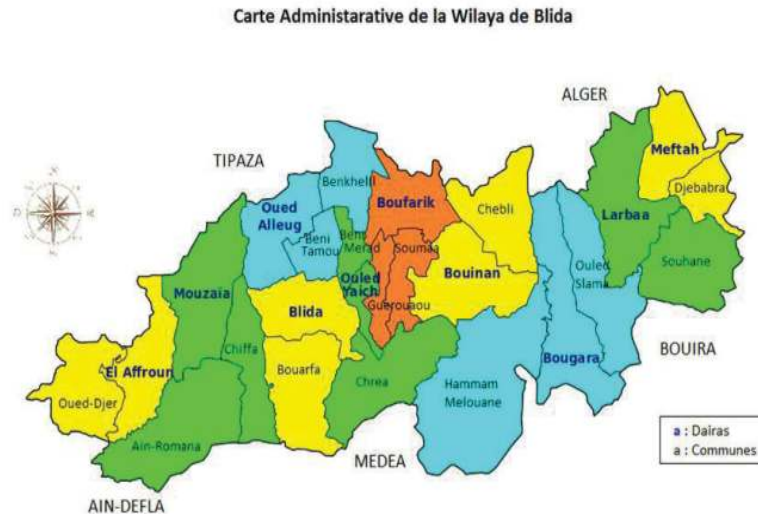 Carte Administarative de la Wilaya de Blida
ALGER
TIPAZA
Meftah
Djebabra
Benkhelil
Boufarik
Chebli
Larbaa
Oued
Alleug
Beni
Tamou
Beni
Merad
Soumaa
Ouled
Yaich
Guerouaou
Bouinan
Ouled
Slama
Souhane
Mouzaia
Blida
Chiffa
Bouarfa
El Affroun
Oued-Djer
Chrea
Hammam
Melouane
Bougara
BOUIRA
Ain-Romana
MEDEA
AIN-DEFLA
a : Dairas
a : Communes